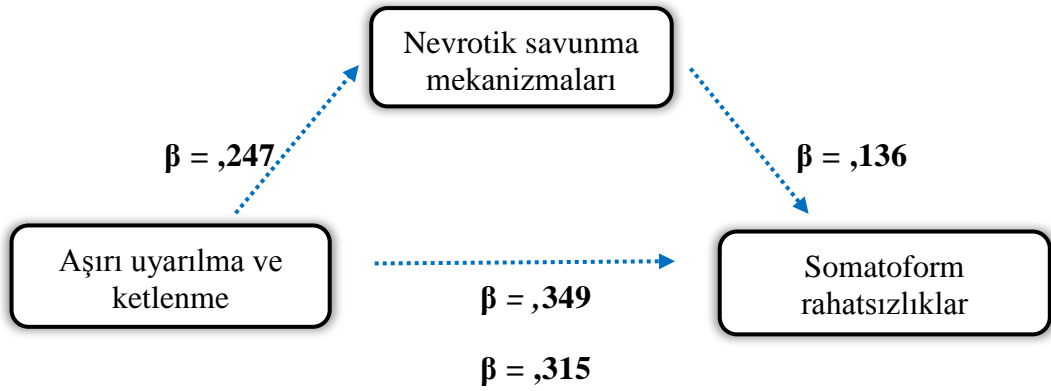 Nevrotik savunma
mekanizmaları
β = ,247
β = ,136
Aşırı uyarılma ve
ketlenme
Somatoform
rahatsızlıklar
β = ,349
β = ,315